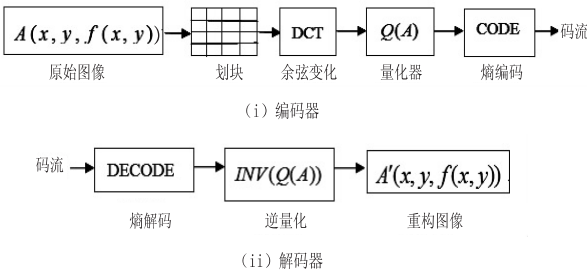 A(x, y, f(x, y)) DCT Q(A) CODE 码流
原始图像 划块 余弦变化 量化器 熵编码
(i)编码器
码流 DECODE INV(Q(A)) A'(x, y, f(x, y))
熵解码 逆量化 重构图像
(ii)解码器